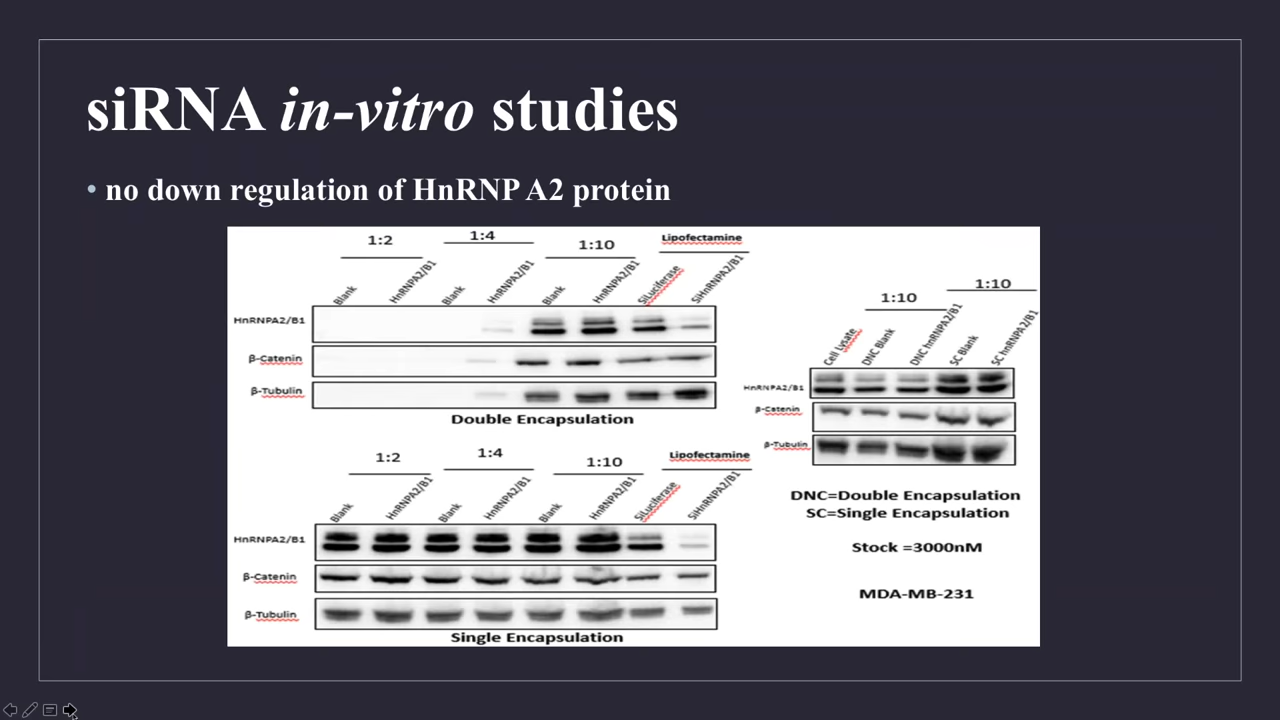 siRNA in-vitro studies
• no down regulation of HnRNP A2 protein
1:2
1:4
1:10
Lipofectamine
Blank
HnRNPA2/B1
Blank
HnRNPA2/B1
Blank
HnRNPA2/B1
SiLuciferase
SiHnRNPA2/B1
HnRNPA2/B1
β-Catenin
β-Tubulin
Double Encapsulation
1:2
1:4
1:10
Lipofectamine
Blank
HnRNPA2/B1
Blank
HnRNPA2/B1
Blank
HnRNPA2/B1
SiLuciferase
SiHnRNPA2/B1
HnRNPA2/B1
β-Catenin
β-Tubulin
Single Encapsulation
1:10
1:10
Cell Lysate
DNC Blank
DNC hnRNPA2/B1
SC Blank
SC hnRNPA2/B1
HnRNPA2/B1
β-Catenin
β-Tubulin
DNC=Double Encapsulation
SC=Single Encapsulation
Stock =3000nM
MDA-MB-231